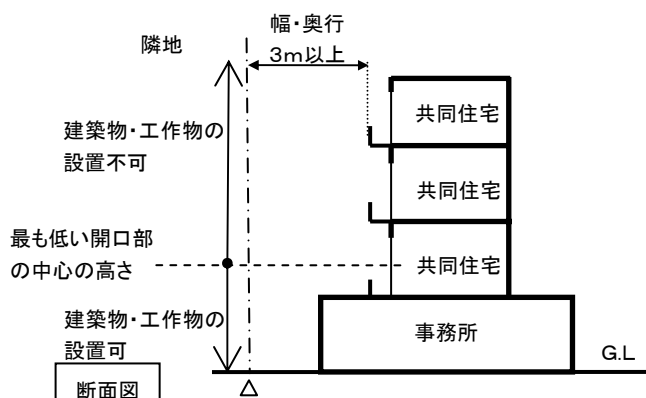 幅・奥行
3m以上
隣地
建築物・工作物の
設置不可
共同住宅
共同住宅
最も低い開口部
の中心の高さ
共同住宅
建築物・工作物の
設置可
事務所
G.L
断面図